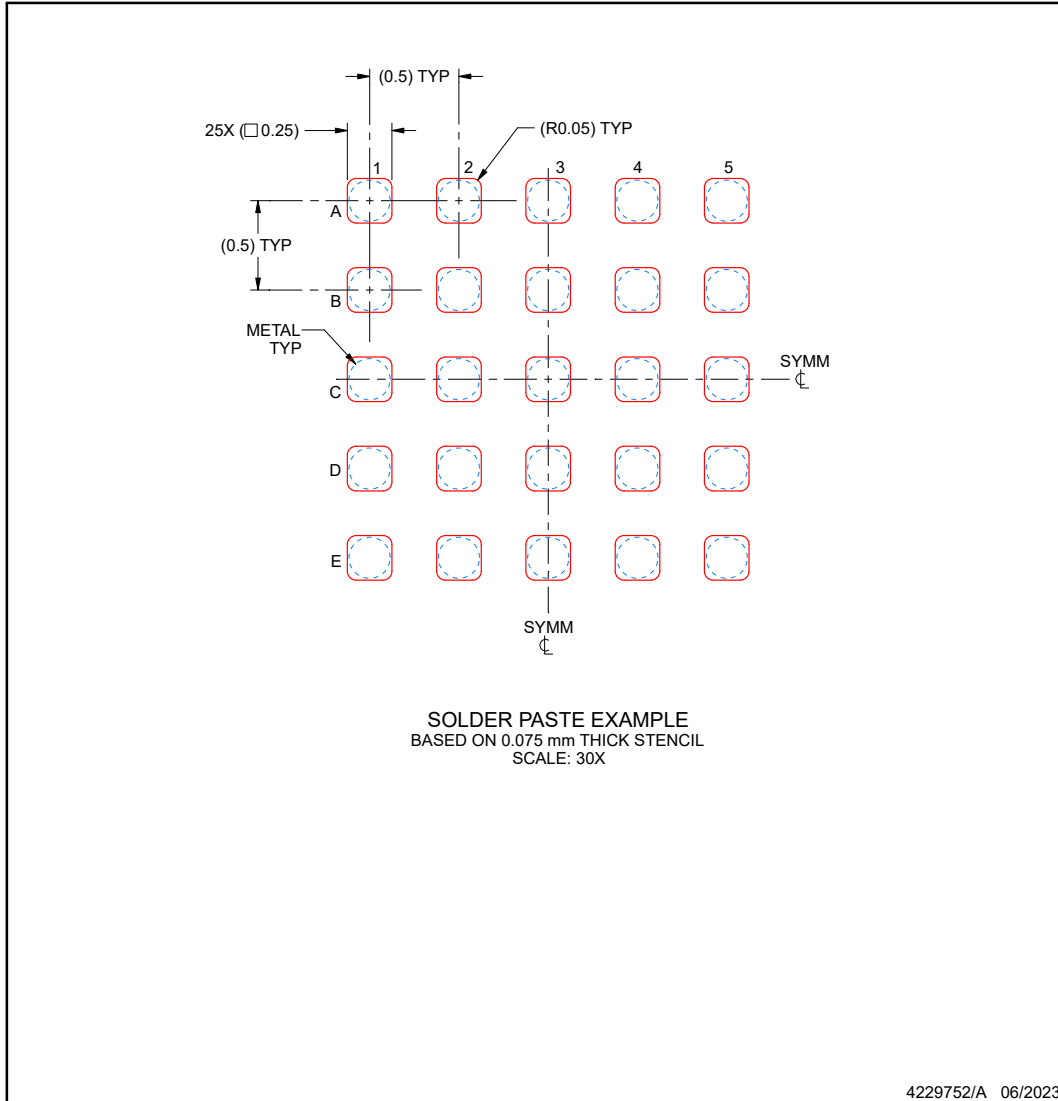 (0.5) TYP
25X (□0.25)
(R0.05) TYP
1 2 3 4 5
A
(0.5) TYP
B
METAL
TYP
SYMM
℄
C
D
E
SYMM
℄
SOLDER PASTE EXAMPLE
BASED ON 0.075 mm THICK STENCIL
SCALE: 30X
4229752/A 06/2023